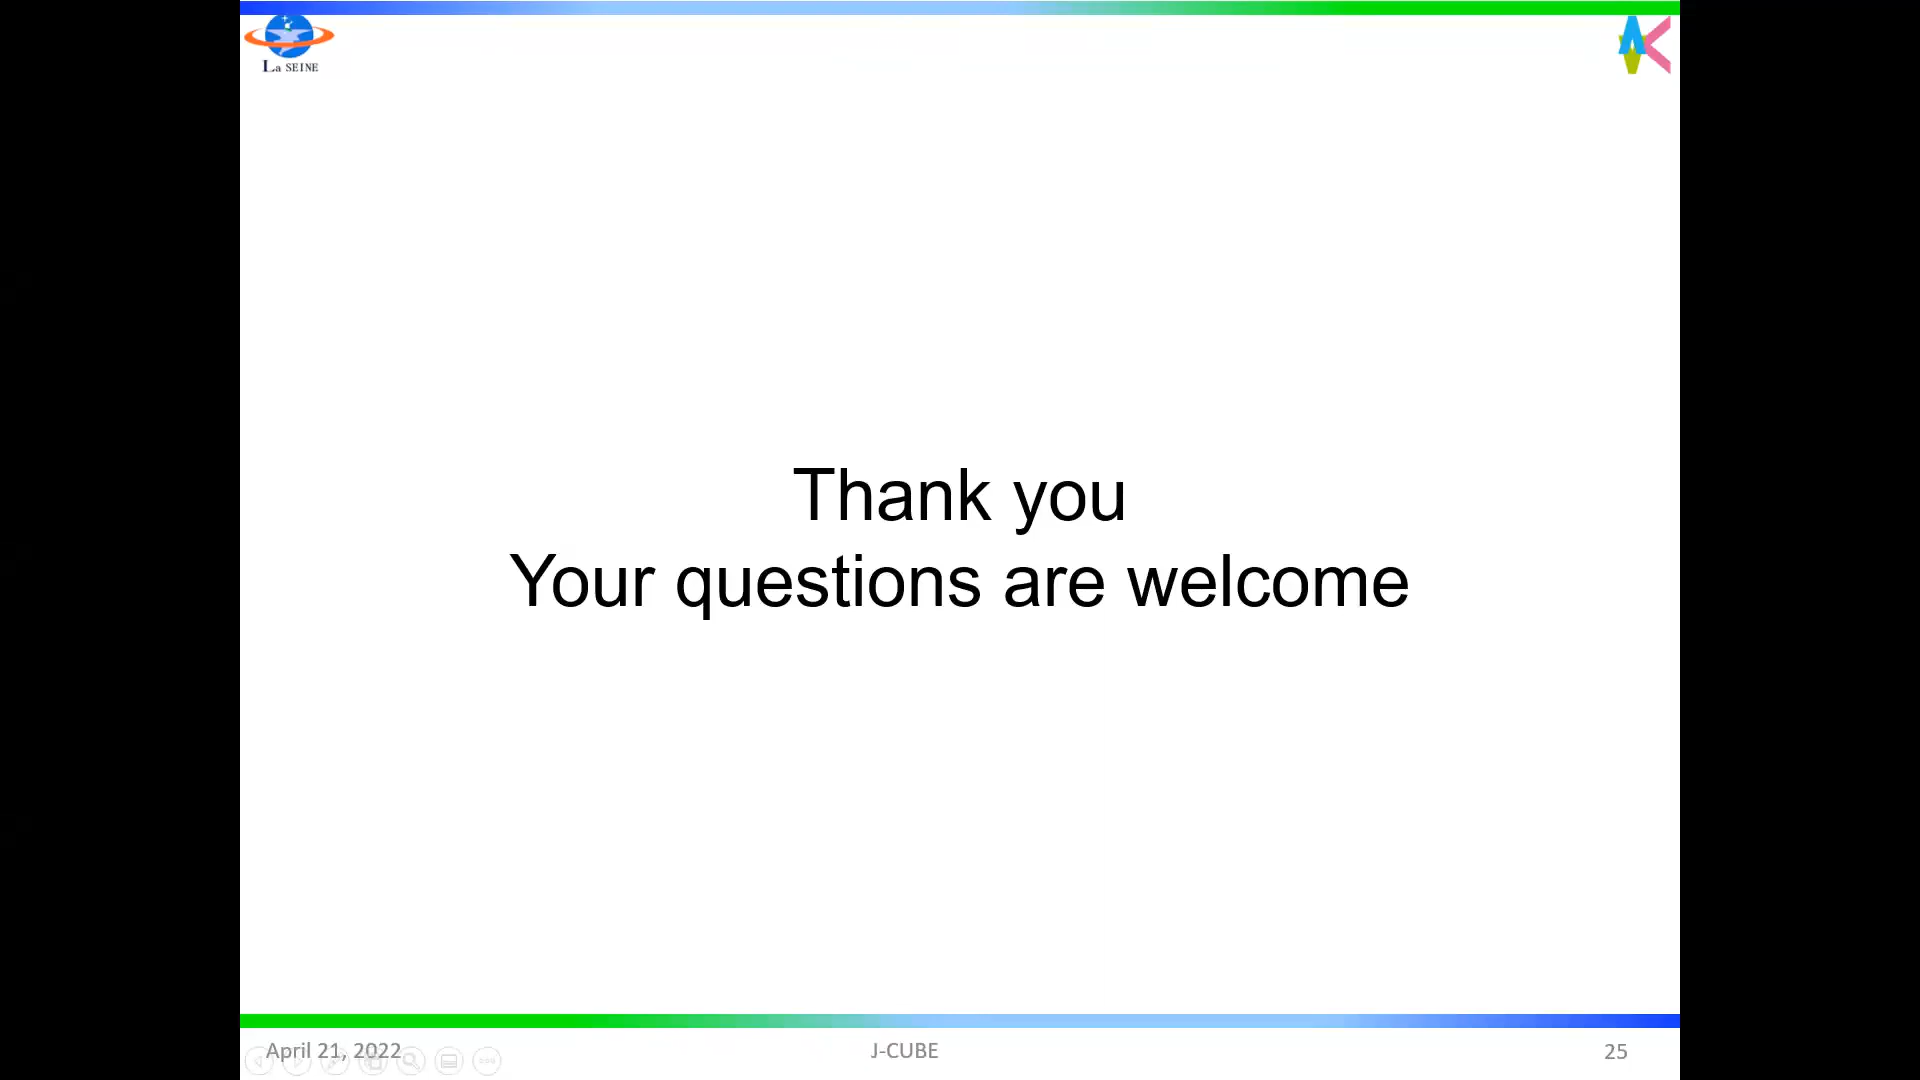 La SEINE
Thank you
Your questions are welcome
April 21, 2022
J-CUBE
25